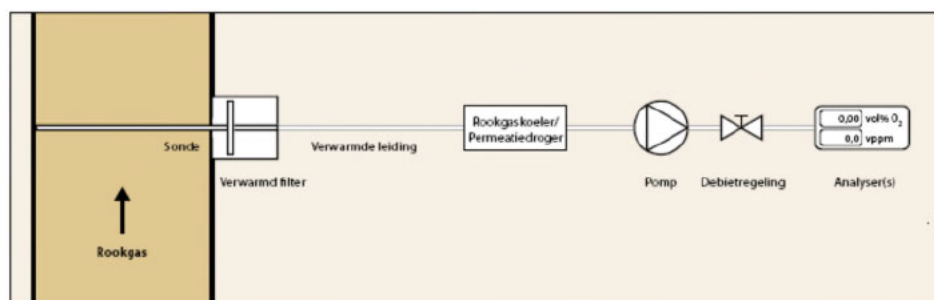 Rookgaskoeler/
Permeatiedroger
0,00 vol% O₂
0,0 vppm
Sonde
Verwarmde leiding
Verwarmd filter
Pomp
Debietregeling
Analyser(s)
Rookgas